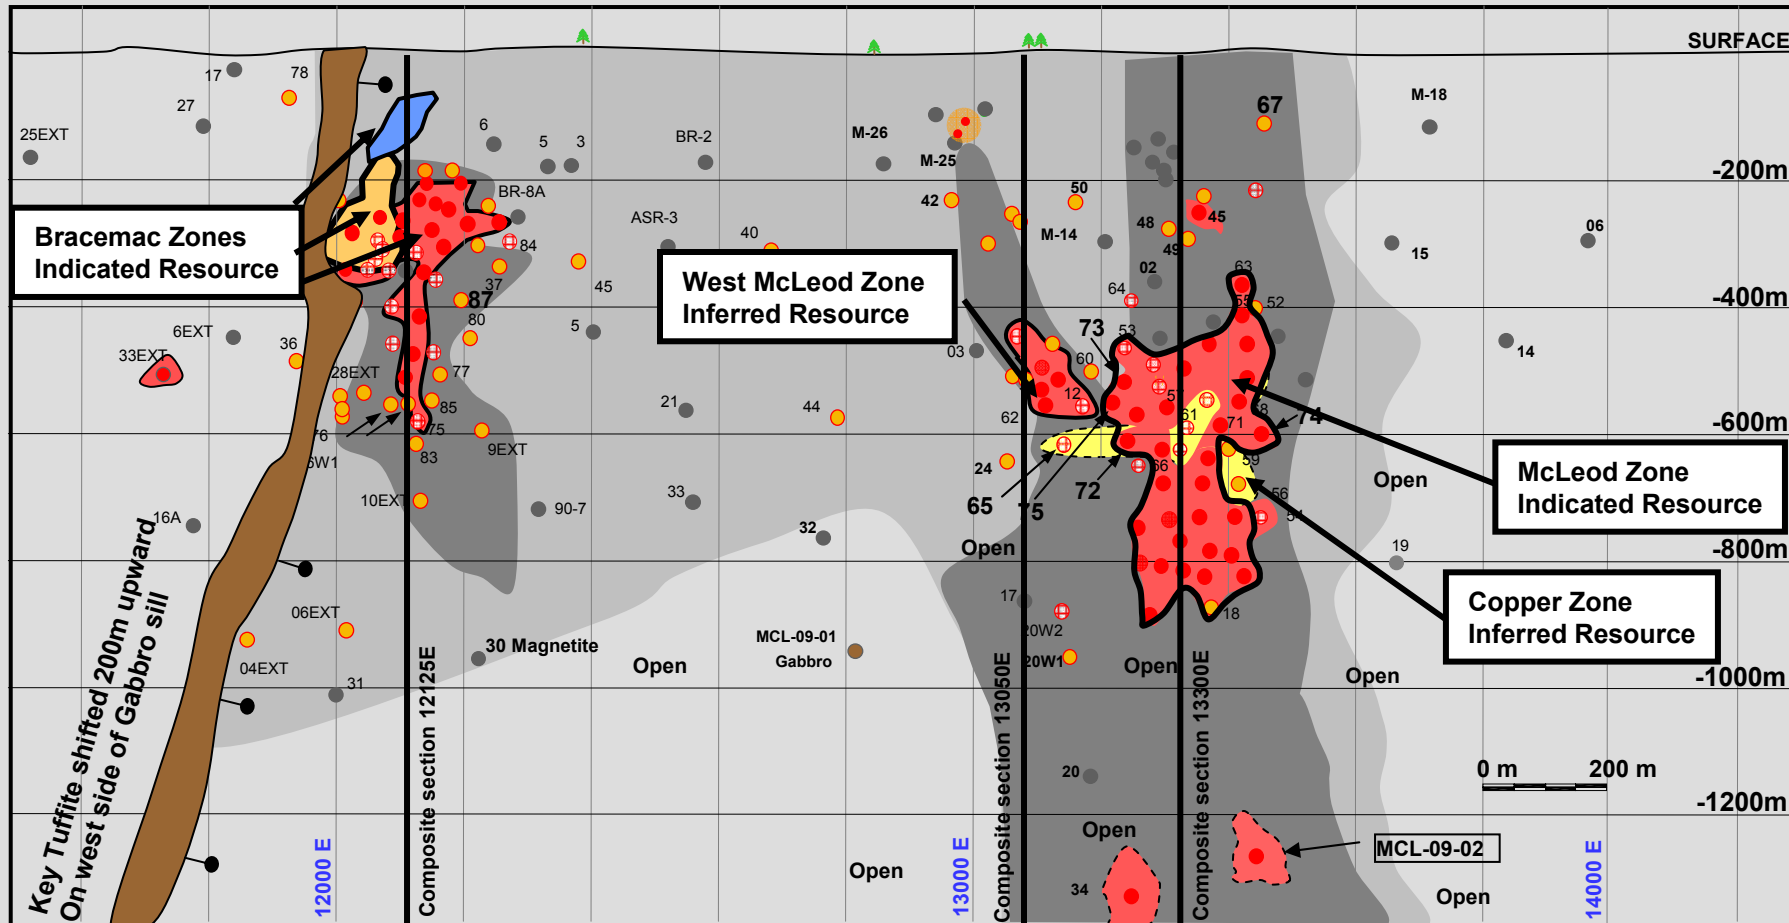 SURFACE
17
78
27
25EXT
6
5
3
BR-2
M-26
M-25
67
M-18
-200m
BR-8A
ASR-3
42
50
M-14
48
45
49
15
06
Bracemac Zones
Indicated Resource
84
40
37
45
87
80
5
West McLeod Zone
Inferred Resource
02
64
63
55
52
-400m
6EXT
33EXT
36
28EXT
77
03
73
53
60
14
21
44
62
12
57
61
71
68
74
85
75
76
6W1
83
9EXT
-600m
24
65
75
72
66
59
56
54
Open
McLeod Zone
Indicated Resource
10EXT
90-7
33
32
16A
Open
-800m
19
17
18
Copper Zone
Inferred Resource
06EXT
04EXT
30 Magnetite
Open
MCL-09-01
Gabbro
20W2
20W1
Open
Open
31
-1000m
20
0 m 200 m
-1200m
Open
Open
34
MCL-09-02
Open
Key Tuffite shifted 200m upward
On west side of Gabbro sill
12000 E
Composite section 12125E
13000 E
Composite section 13050E
Composite section 13300E
14000 E